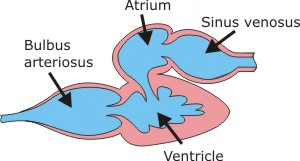 Atrium
Sinus venosus
Bulbus
arteriosus
Ventricle